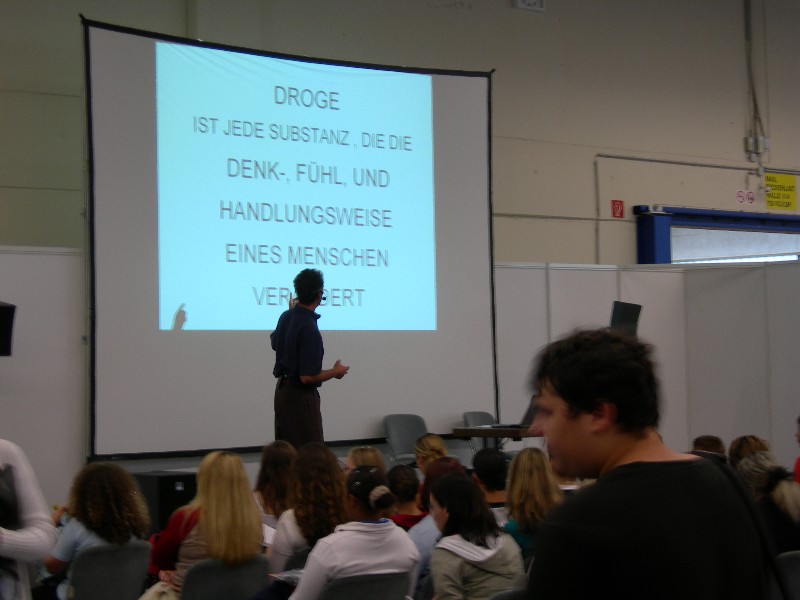 DROGE
IST JEDE SUBSTANZ , DIE DIE
DENK-, FÜHL, UND
HANDLUNGSWEISE
EINES MENSCHEN